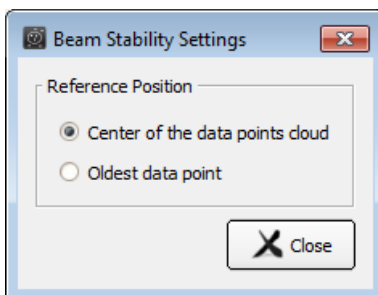 Beam Stability Settings
Reference Position
Center of the data points cloud
Oldest data point
Close